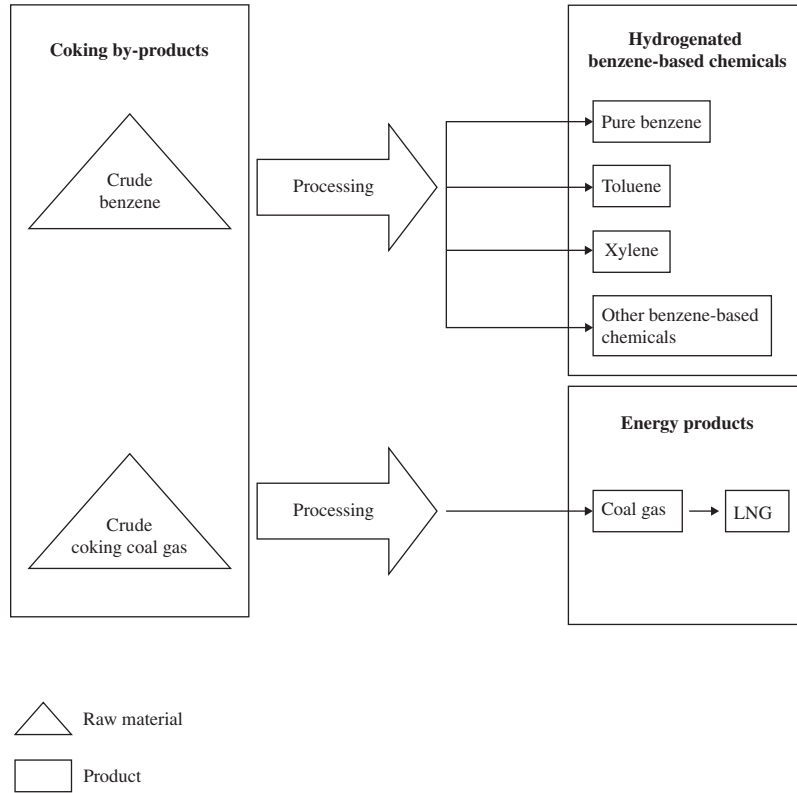 Coking by-products
Crude
benzene
Processing
Hydrogenated
benzene-based chemicals
Pure benzene
Toluene
Xylene
Other benzene-based
chemicals
Crude
coking coal gas
Processing
Energy products
Coal gas
LNG
Raw material
Product